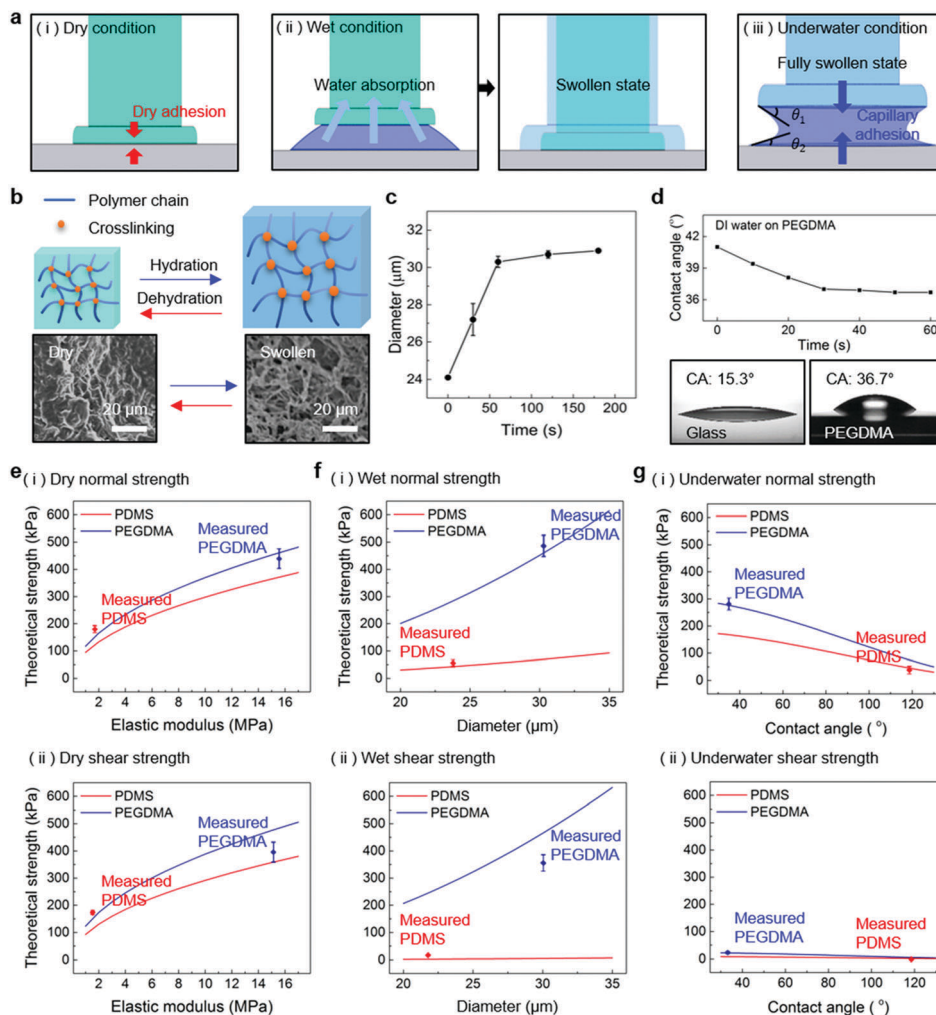 a
( i ) Dry condition
Dry adhesion
( ii ) Wet condition
Water absorption
Swollen state
(iii) Underwater condition
Fully swollen state
θ1
θ2
Capillary
adhesion
b
Polymer chain
Crosslinking
Hydration
Dehydration
Dry
20 µm
Swollen
20 µm
c
Diameter (µm)
32
30
28
26
24
0
50
100
150
200
Time (s)
d
DI water on PEGDMA
Contact angle (°)
42
39
36
0
20
40
60
Time (s)
CA: 15.3°
Glass
CA: 36.7°
PEGDMA
e
( i ) Dry normal strength
PDMS
PEGDMA
Measured
PEGDMA
Measured
PDMS
Theoretical strength (kPa)
600
500
400
300
200
100
0
2
4
6
8
10
12
14
16
Elastic modulus (MPa)
( ii ) Dry shear strength
PDMS
PEGDMA
Measured
PEGDMA
Measured
PDMS
Theoretical strength (kPa)
600
500
400
300
200
100
0
2
4
6
8
10
12
14
16
Elastic modulus (MPa)
f
( i ) Wet normal strength
PDMS
PEGDMA
Measured
PEGDMA
Measured
PDMS
Theoretical strength (kPa)
600
500
400
300
200
100
0
20
25
30
35
Diameter (µm)
( ii ) Wet shear strength
PDMS
PEGDMA
Measured
PEGDMA
Measured
PDMS
Theoretical strength (kPa)
600
500
400
300
200
100
0
20
25
30
35
Diameter (µm)
g
( i ) Underwater normal strength
PDMS
PEGDMA
Measured
PEGDMA
Measured
PDMS
Theoretical strength (kPa)
600
500
400
300
200
100
0
40
60
80
100
120
Contact angle ( °)
( ii ) Underwater shear strength
PDMS
PEGDMA
Measured
PEGDMA
Measured
PDMS
Theoretical strength (kPa)
600
500
400
300
200
100
0
40
60
80
100
120
Contact angle ( °)